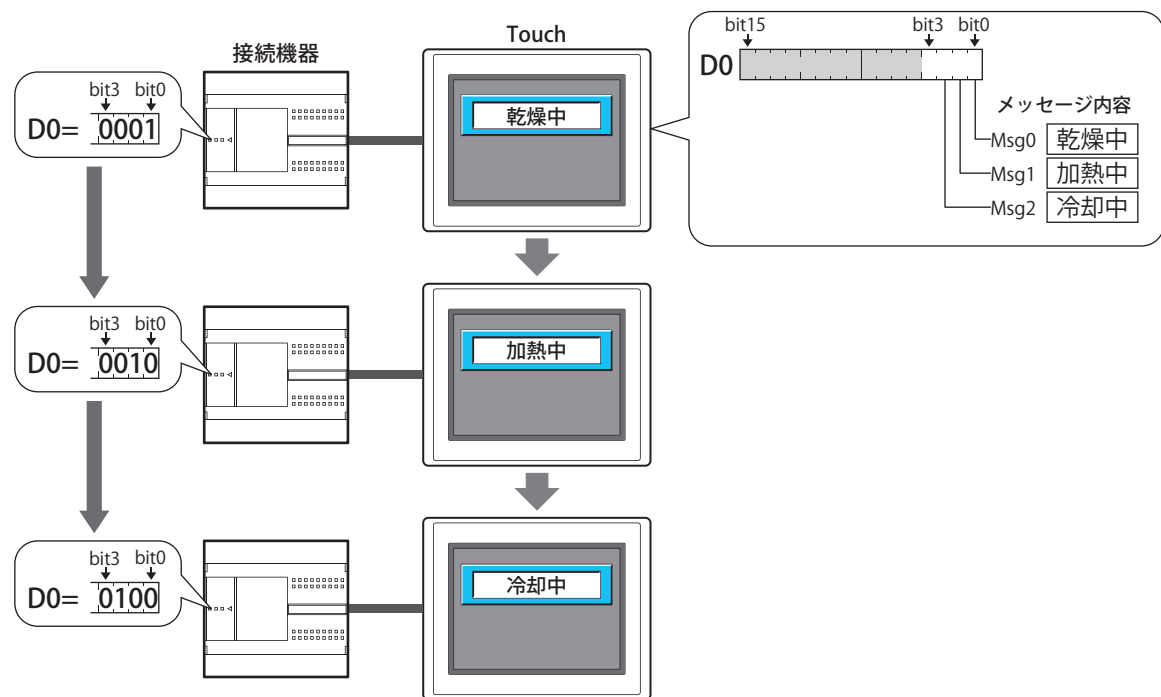 接続機器
Touch
bit3 bit0
D0= 0001
乾燥中
bit15 bit3 bit0
D0
メッセージ内容
Msg0 乾燥中
Msg1 加熱中
Msg2 冷却中
bit3 bit0
D0= 0010
加熱中
bit3 bit0
D0= 0100
冷却中